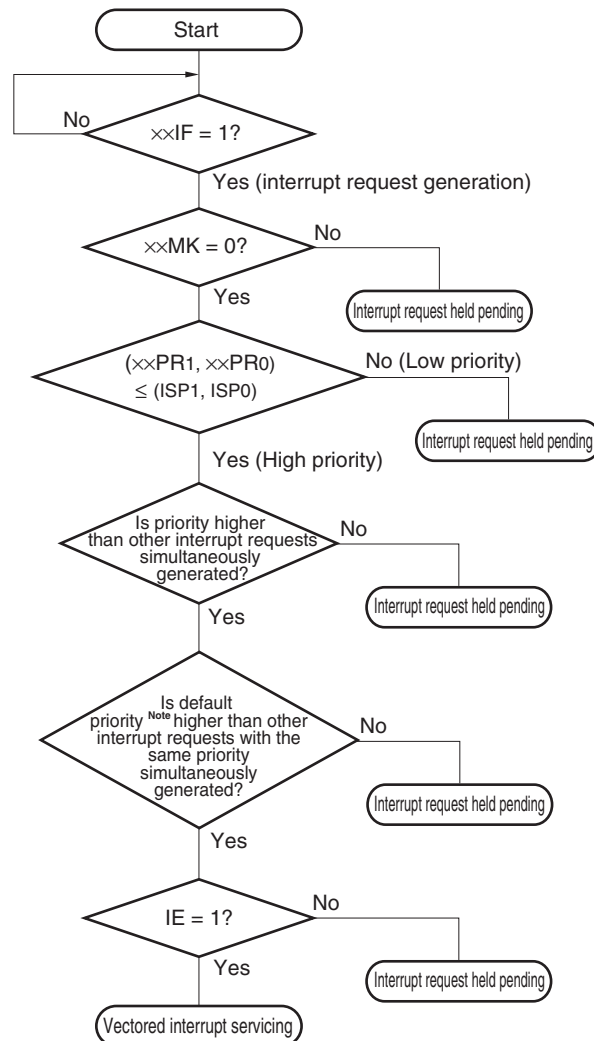 Start
No
××IF = 1?
Yes (interrupt request generation)
××MK = 0?
No
Yes
Interrupt request held pending
(××PR1, ××PR0)
≤ (ISP1, ISP0)
No (Low priority)
Interrupt request held pending
Yes (High priority)
Is priority higher
than other interrupt requests
simultaneously
generated?
No
Interrupt request held pending
Yes
Is default
priority Note higher than other
interrupt requests with the
same priority
simultaneously
generated?
No
Interrupt request held pending
Yes
IE = 1?
No
Yes
Interrupt request held pending
Vectored interrupt servicing